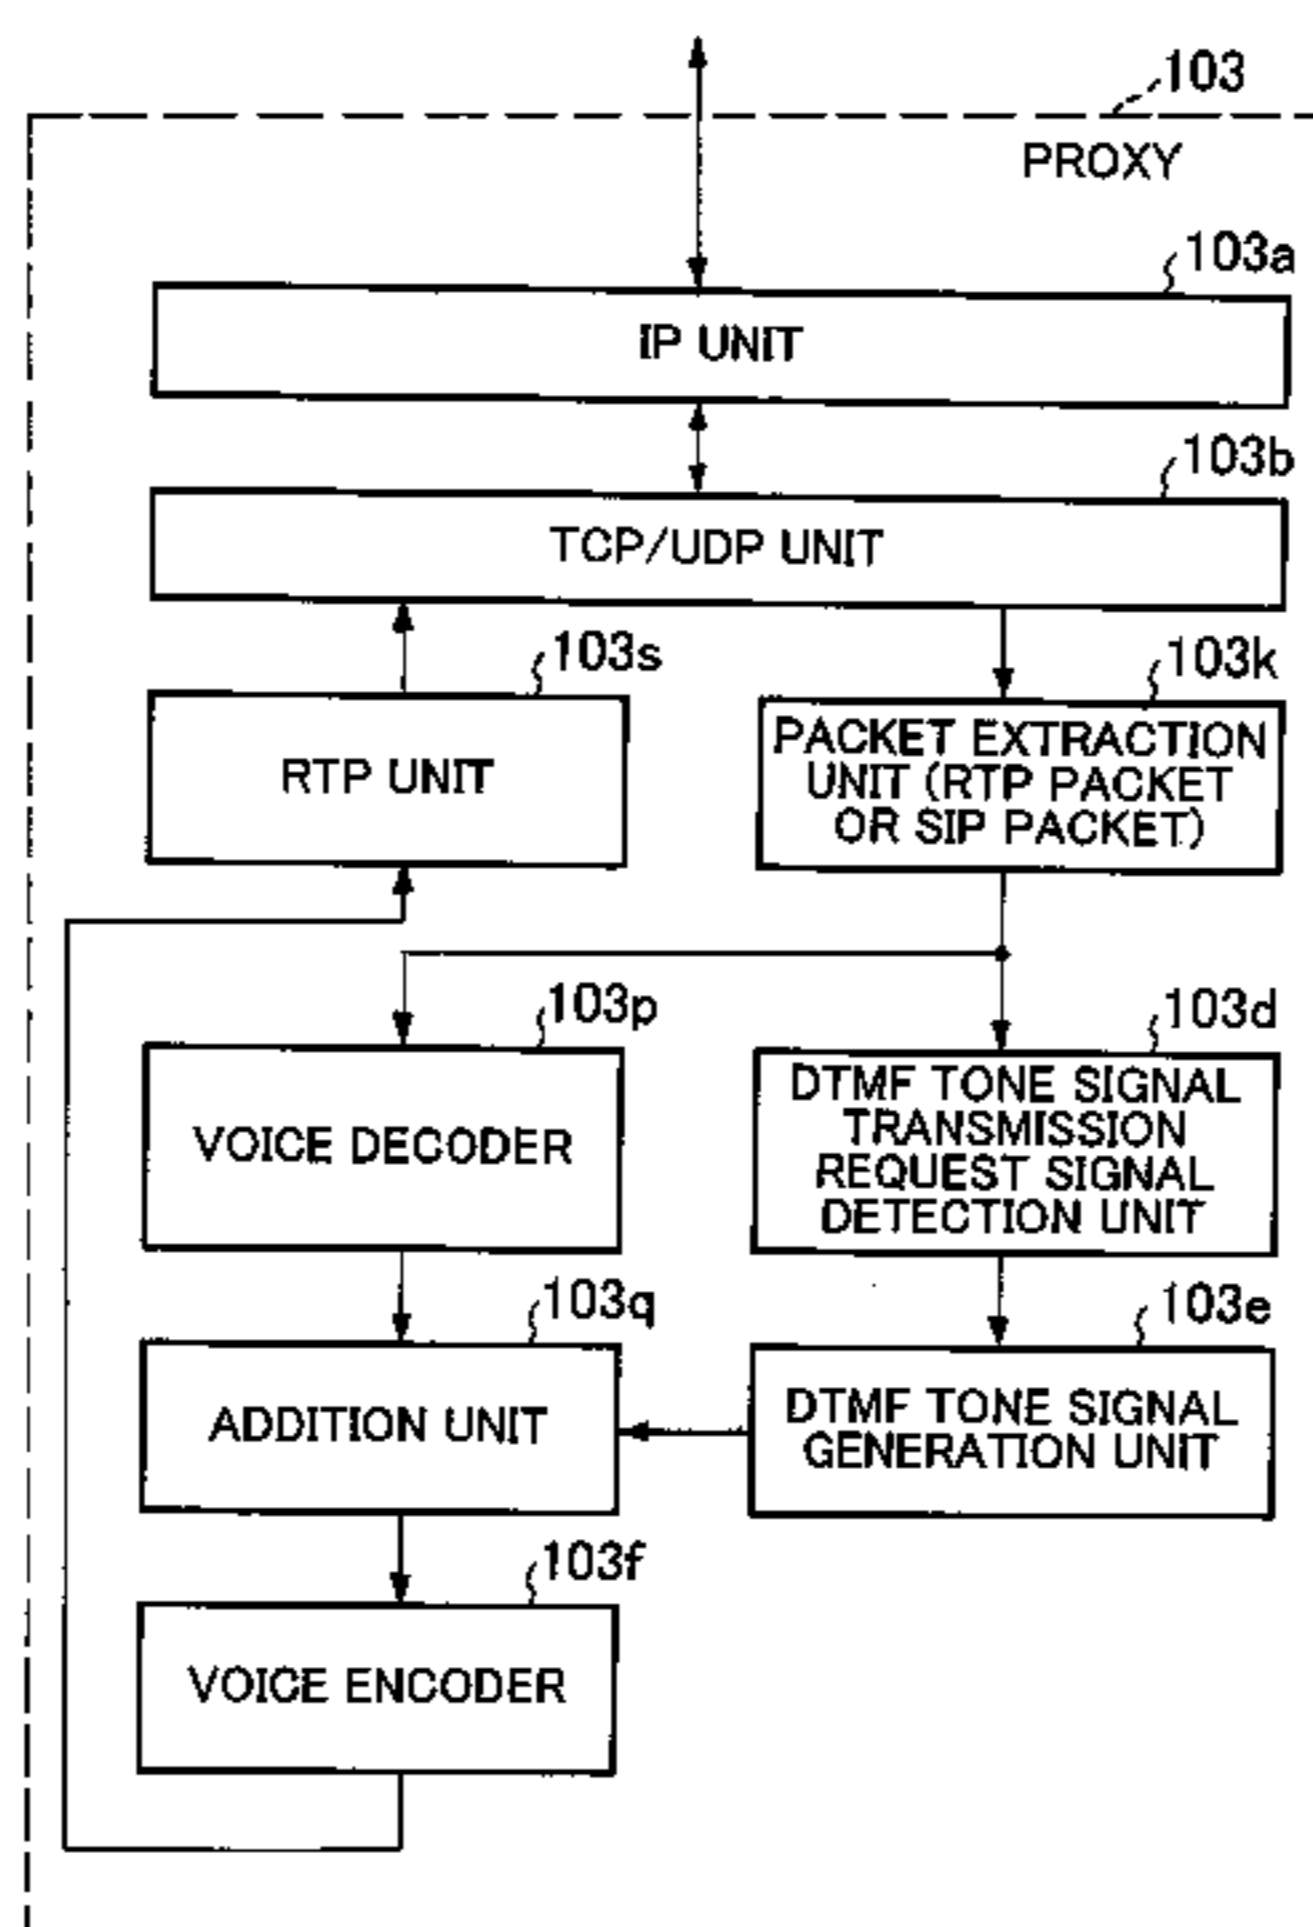 103
PROXY
103a
IP UNIT
103b
TCP/UDP UNIT
103s
RTP UNIT
103k
PACKET EXTRACTION
UNIT (RTP PACKET
OR SIP PACKET)
103p
VOICE DECODER
103d
DTMF TONE SIGNAL
TRANSMISSION
REQUEST SIGNAL
DETECTION UNIT
103q
ADDITION UNIT
103e
DTMF TONE SIGNAL
GENERATION UNIT
103f
VOICE ENCODER